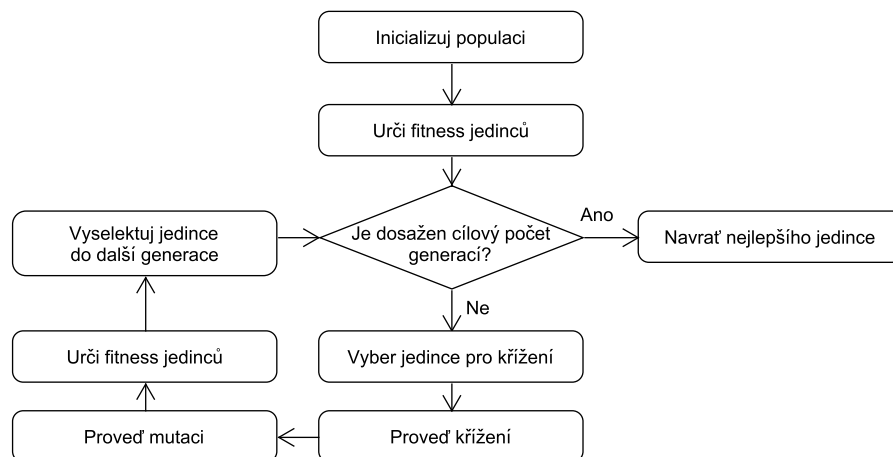 Inicializuj populaci
Urči fitness jedinců
Je dosažen cílový počet
generací?
Ano
Navrať nejlepšího jedince
Ne
Vyber jedince pro křížení
Proveď křížení
Proveď mutaci
Urči fitness jedinců
Vyselektuj jedince
do další generace